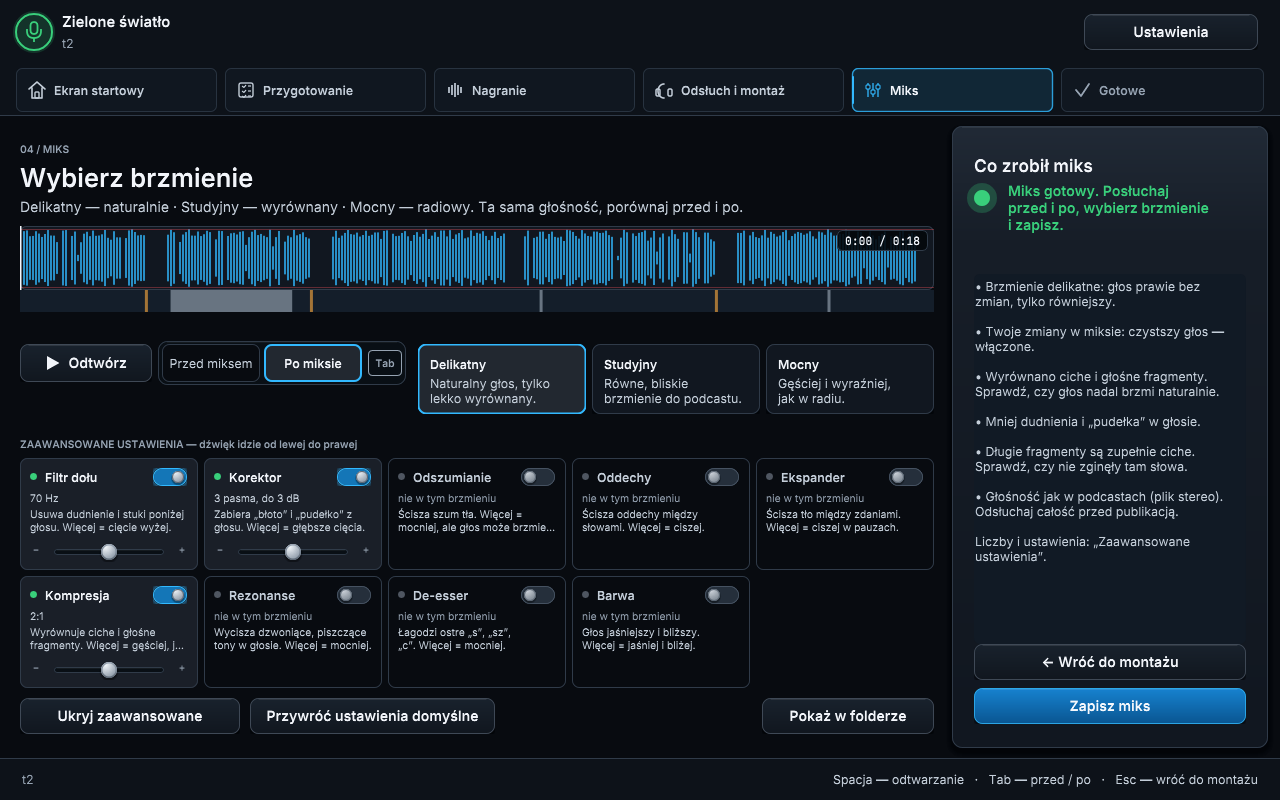 Zielone światło
t2
Ustawienia
Ekran startowy
Przygotowanie
Nagranie
Odsłuch i montaż
Miks
Gotowe
04 / MIKS
Wybierz brzmienie
Delikatny — naturalnie · Studyjny — wyrównany · Mocny — radiowy. Ta sama głośność, porównaj przed i po.
0:00 / 0:18
Odtwórz
Przed miksem
Po miksie
Tab
Delikatny
Naturalny głos, tylko
lekko wyrównany.
Studyjny
Równe, bliskie
brzmienie do podcastu.
Mocny
Gęściej i wyraźniej,
jak w radiu.
ZAAWANSOWANE USTAWIENIA — dźwięk idzie od lewej do prawej
Filtr dołu
70 Hz
Usuwa dudnienie i stuki poniżej
głosu. Więcej = cięcie wyżej.
− +
Korektor
3 pasma, do 3 dB
Zabiera „błoto” i „pudełko” z
głosu. Więcej = głębsze cięcia.
− +
Odszumianie
nie w tym brzmieniu
Ścisza szum tła. Więcej =
mocniej, ale głos może brzmie...
Oddechy
nie w tym brzmieniu
Ścisza oddechy między
słowami. Więcej = ciszej.
Ekspander
nie w tym brzmieniu
Ścisza tło między zdaniami.
Więcej = ciszej w pauzach.
Kompresja
2:1
Wyrównuje ciche i głośne
fragmenty. Więcej = gęściej, j...
− +
Rezonanse
nie w tym brzmieniu
Wycisza dzwoniące, piszczące
tony w głosie. Więcej = mocniej.
De-esser
nie w tym brzmieniu
Łagodzi ostre „s”, „sz”,
„c”. Więcej = mocniej.
Barwa
nie w tym brzmieniu
Głos jaśniejszy i bliższy.
Więcej = jaśniej i bliżej.
Ukryj zaawansowane
Przywróć ustawienia domyślne
Pokaż w folderze
Co zrobił miks
Miks gotowy. Posłuchaj
przed i po, wybierz brzmienie
i zapisz.
• Brzmienie delikatne: głos prawie bez
zmian, tylko równiejszy.
• Twoje zmiany w miksie: czystszy głos —
włączone.
• Wyrównano ciche i głośne fragmenty.
Sprawdź, czy głos nadal brzmi naturalnie.
• Mniej dudnienia i „pudełka” w głosie.
• Długie fragmenty są zupełnie ciche.
Sprawdź, czy nie zginęły tam słowa.
• Głośność jak w podcastach (plik stereo).
Odsłuchaj całość przed publikacją.
Liczby i ustawienia: „Zaawansowane
ustawienia”.
← Wróć do montażu
Zapisz miks
t2
Spacja — odtwarzanie · Tab — przed / po · Esc — wróć do montażu